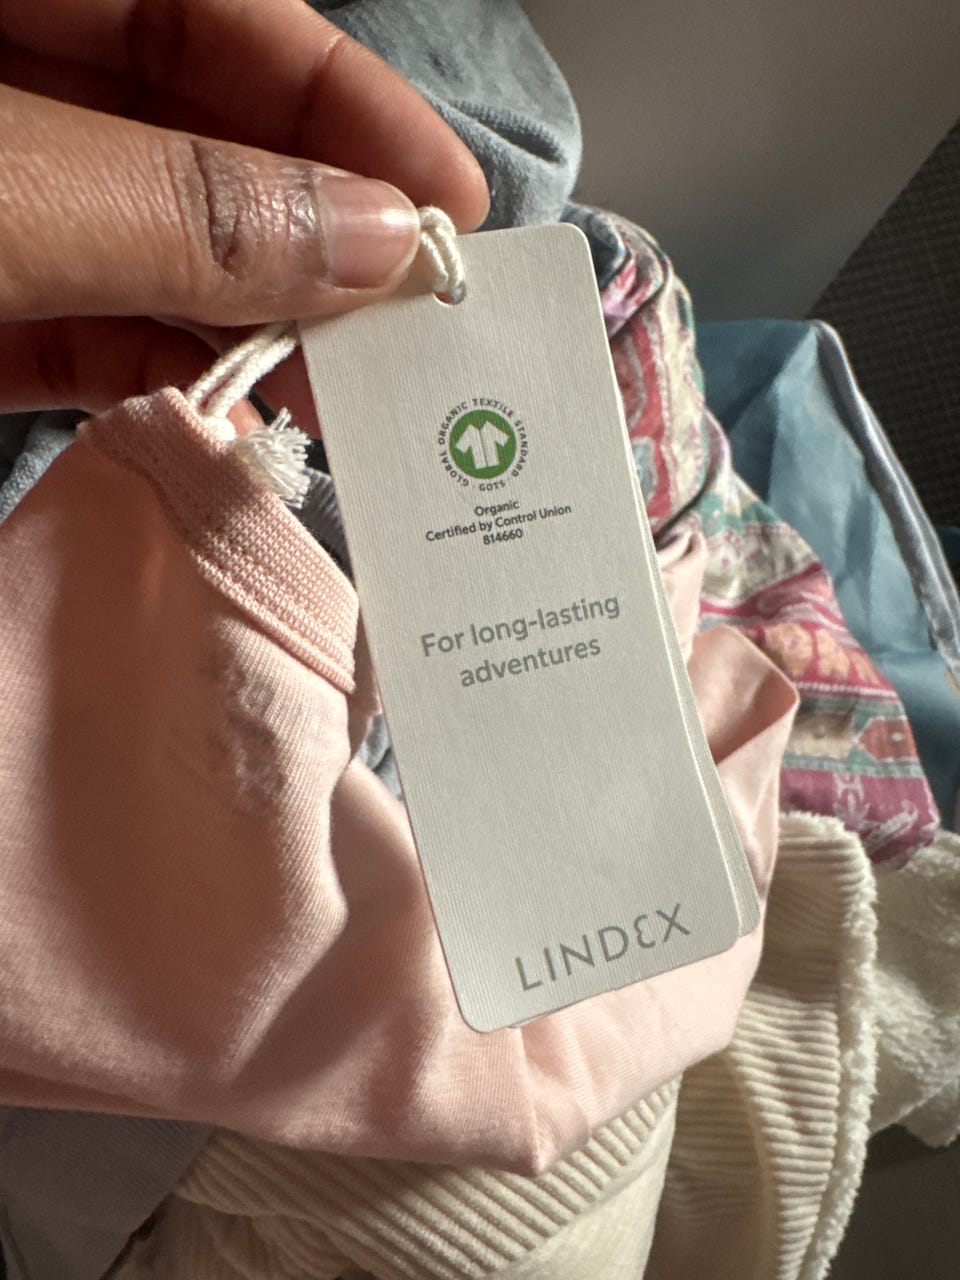 GLOBAL ORGANIC TEXTILE STANDARD
· GOTS ·
Organic
Certified by Control Union
814660
For long-lasting
adventures
LINDEX